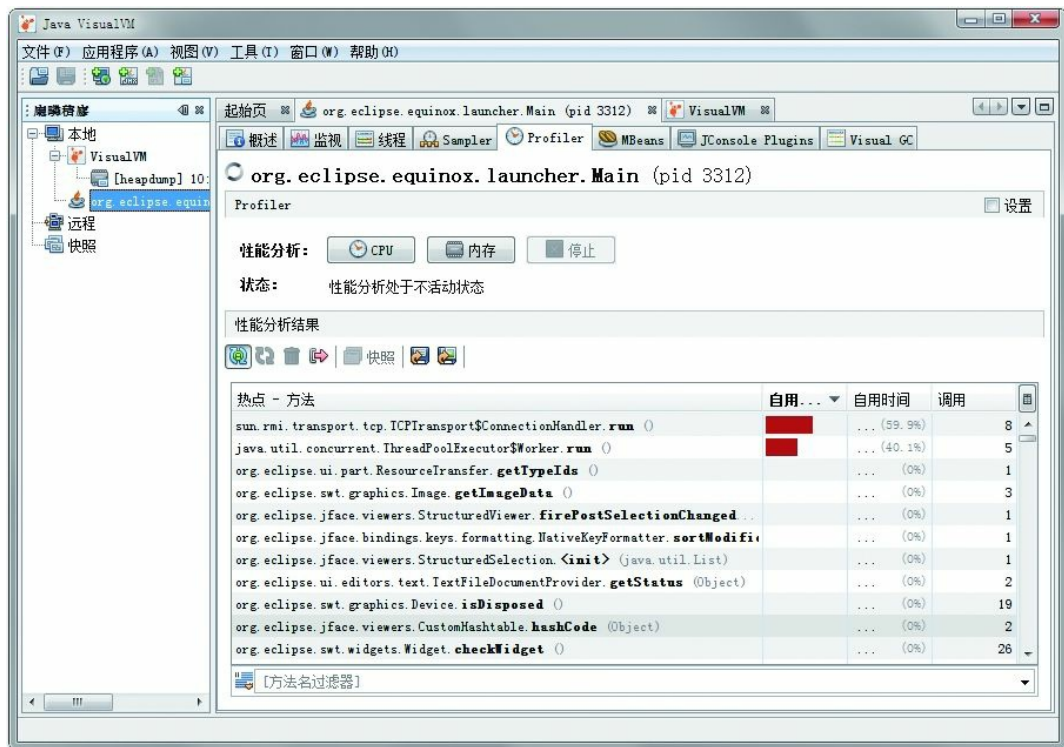 Java VisualVM
文件(F) 应用程序(A) 视图(V) 工具(T) 窗口(W) 帮助(H)
本地
VisualVM
[heapdump] 10:
org.eclipse.equin
远程
快照
起始页 org.eclipse.equinox.launcher.Main (pid 3312) VisualVM
概述 监视 线程 Sampler Profiler MBeans JConsole Plugins Visual GC
org.eclipse.equinox.launcher.Main (pid 3312)
Profiler 设置
性能分析: CPU 内存 停止
状态: 性能分析处于不活动状态
性能分析结果
快照
热点 - 方法 自用... 自用时间 调用
sun.rmi.transport.tcp.TCPTransport$ConnectionHandler.run () ... (59.9%) 8
java.util.concurrent.ThreadPoolExecutor$Worker.run () ... (40.1%) 5
org.eclipse.ui.part.ResourceTransfer.getTypeIds () ... (0%) 1
org.eclipse.swt.graphics.Image.getImageData () ... (0%) 3
org.eclipse.jface.viewers.StructuredViewer.firePostSelectionChanged... ... (0%) 1
org.eclipse.jface.bindings.keys.formatting.NativeKeyFormatter.sortModifie ... (0%) 1
org.eclipse.jface.viewers.StructuredSelection.<init> (java.util.List) ... (0%) 1
org.eclipse.ui.editors.text.TextFileDocumentProvider.getStatus (Object) ... (0%) 2
org.eclipse.swt.graphics.Device.isDisposed () ... (0%) 19
org.eclipse.jface.viewers.CustomHashtable.hashCode (Object) ... (0%) 2
org.eclipse.swt.widgets.Widget.checkWidget () ... (0%) 26
[方法名过滤器]